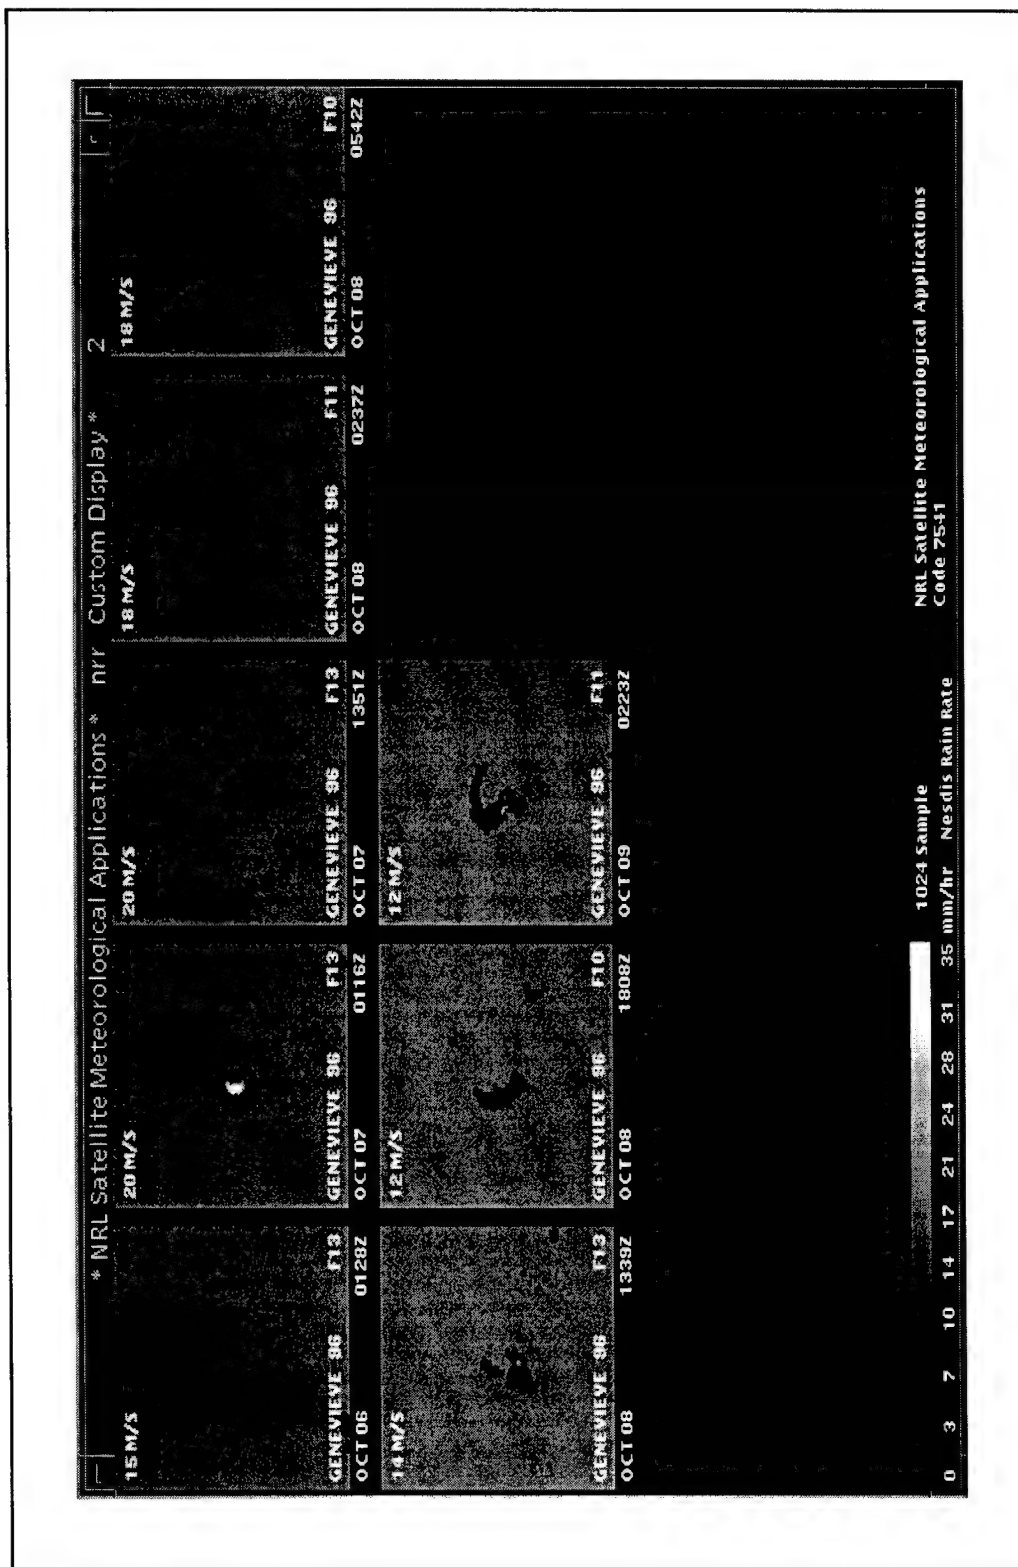 * NRL Satellite Meteorological Applications * nrr Custom Display * 2
15 M/S
GENEVIEVE 96 F13
OCT 06 0128Z
20 M/S
GENEVIEVE 96 F13
OCT 07 0116Z
20 M/S
GENEVIEVE 96 F13
OCT 07 1351Z
18 M/S
GENEVIEVE 96 F11
OCT 08 0237Z
18 M/S
GENEVIEVE 96 F10
OCT 08 0542Z
14 M/S
GENEVIEVE 96 F13
OCT 08 1339Z
12 M/S
GENEVIEVE 96 F10
OCT 08 1808Z
12 M/S
GENEVIEVE 96 F11
OCT 09 0223Z
1024 Sample
NRL Satellite Meteorological Applications
Code 7541
0 3 7 10 14 17 21 24 28 31 35 mm/hr Nesdis Rain Rate